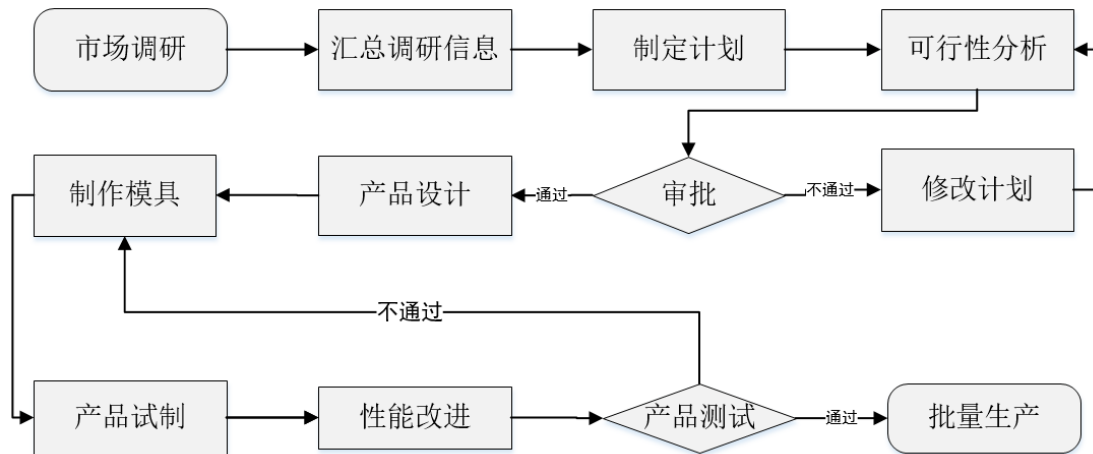 市场调研
汇总调研信息
制定计划
可行性分析
制作模具
产品设计
通过
审批
不通过
修改计划
不通过
产品试制
性能改进
产品测试
通过
批量生产